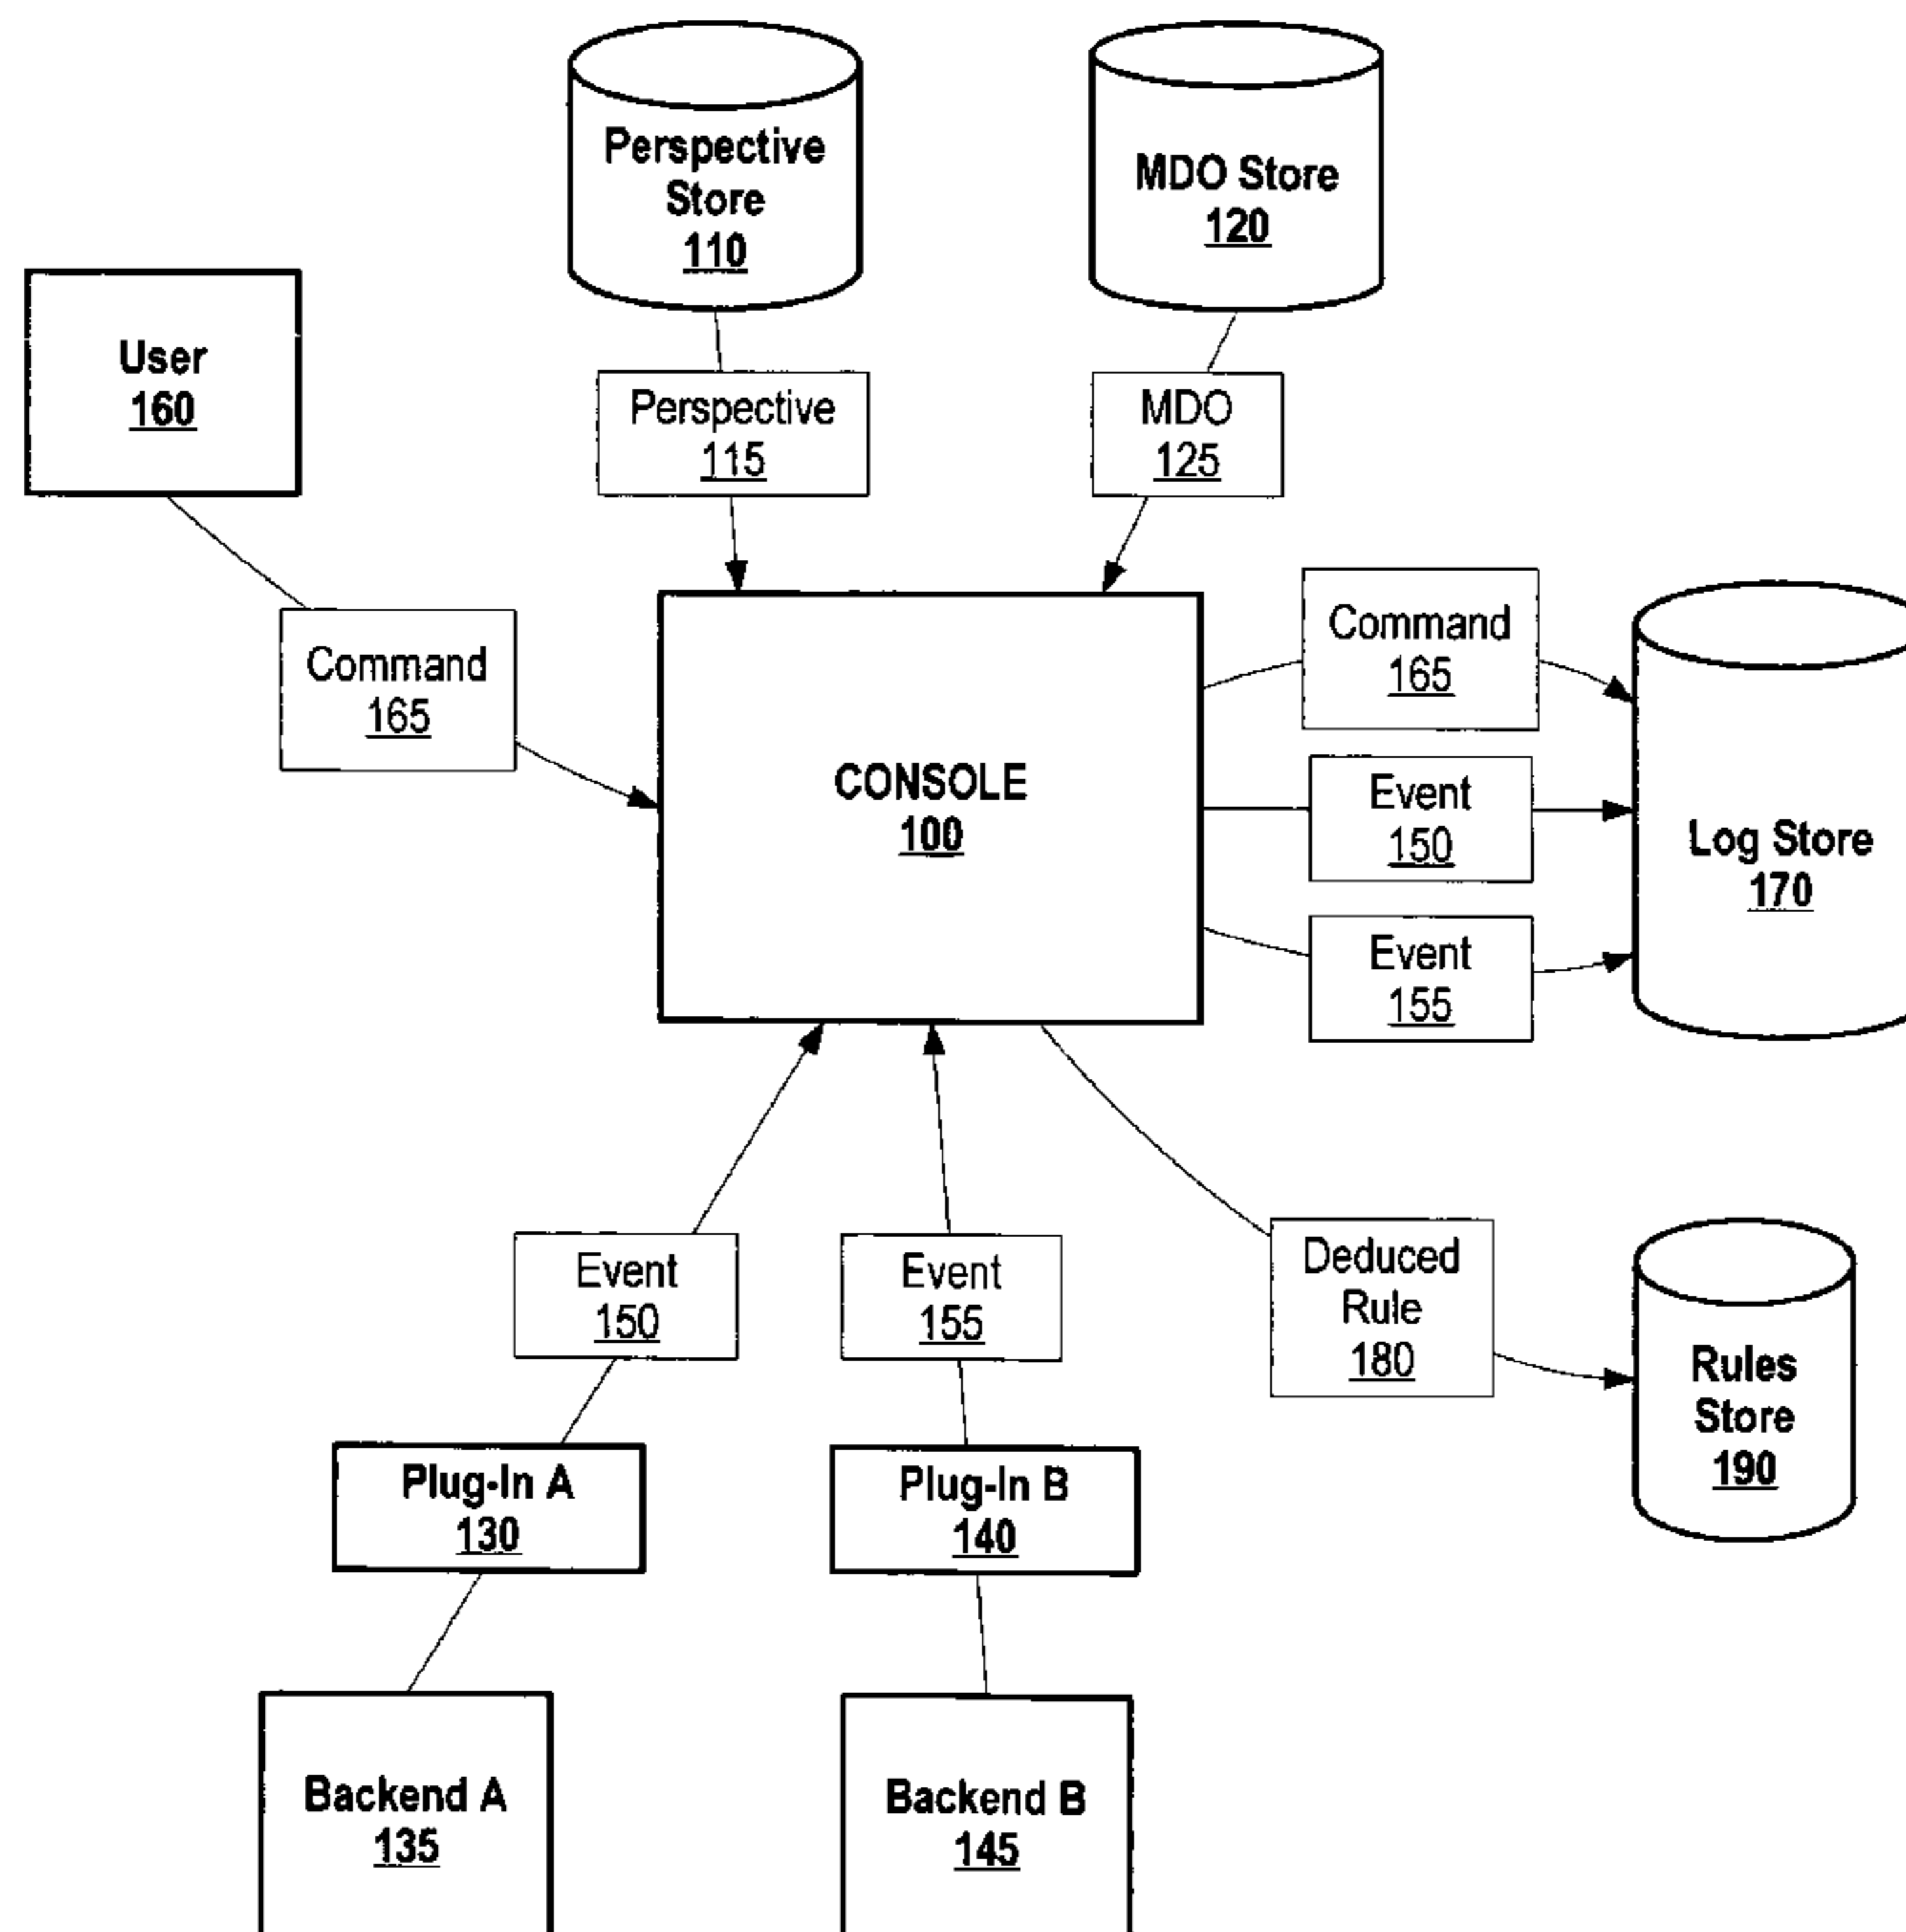 Perspective
Store
110
MDO Store
120
User
160
Perspective
115
MDO
125
Command
165
Command
165
CONSOLE
100
Event
150
Log Store
170
Event
155
Event
150
Event
155
Deduced
Rule
180
Rules
Store
190
Plug-In A
130
Plug-In B
140
Backend A
135
Backend B
145